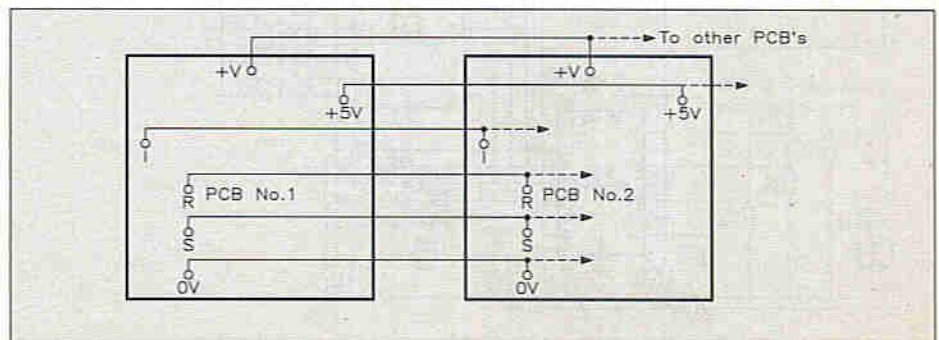 To other PCB's
+V +V
+5V +5V
I I
PCB No.1 PCB No.2
R R
S S
0V 0V